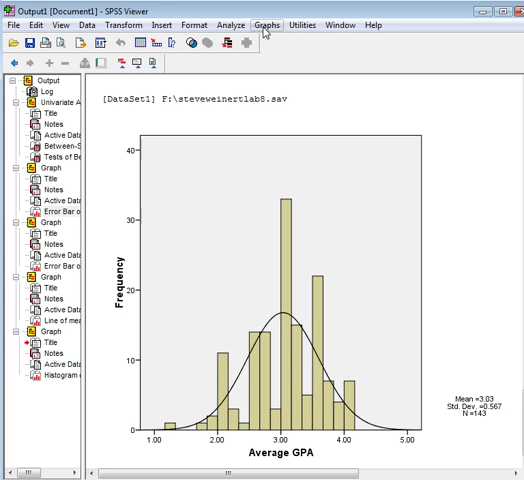 Output1 [Document1] - SPSS Viewer
File Edit View Data Transform Insert Format Analyze Graphs Utilities Window Help
Output
Log
Univariate A
Title
Notes
Active Data
Between-S
Tests of Be
Graph
Title
Notes
Active Data
Error Bar o
Graph
Title
Notes
Active Data
Error Bar o
Graph
Title
Notes
Active Data
Line of mea
Graph
Title
Notes
Active Data
Histogram o
[DataSet1] F:\steveweinertlab8.sav
40
30
20
10
0
Frequency
1.00 2.00 3.00 4.00 5.00
Average GPA
Mean =3.03
Std. Dev. =0.567
N =143